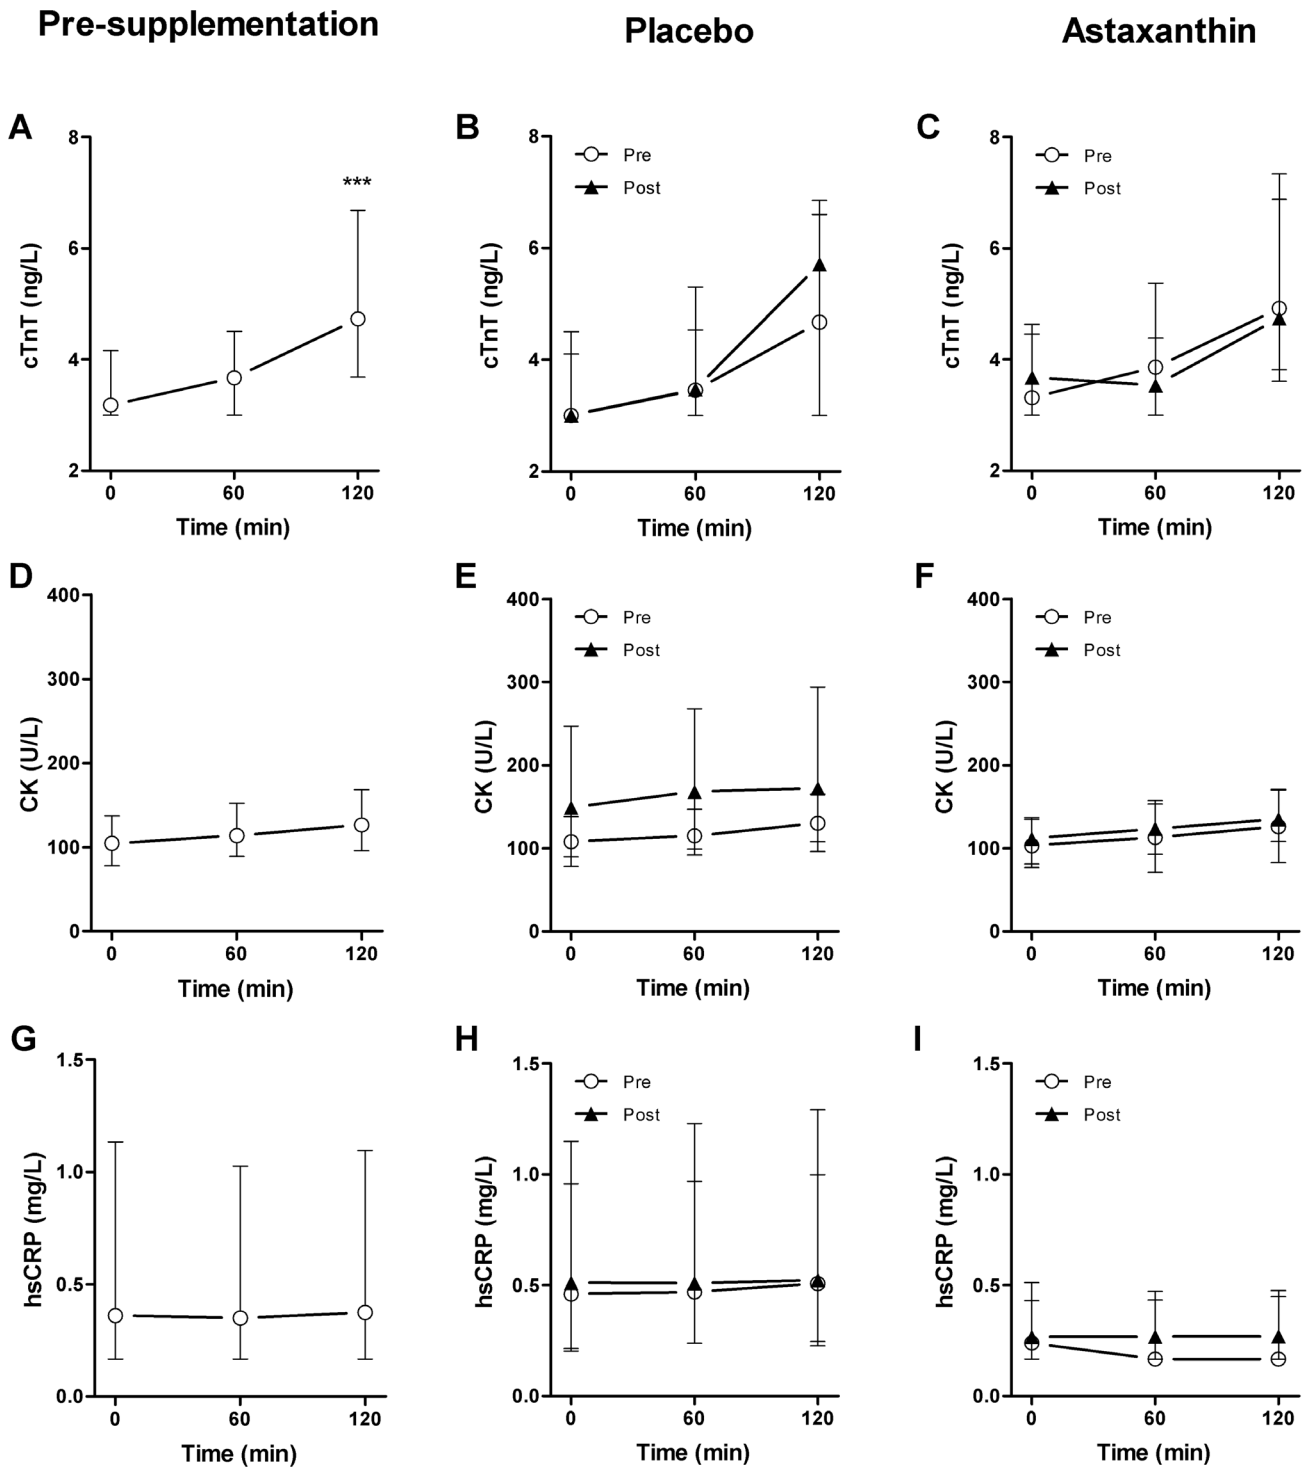 Pre-supplementation
Placebo
Astaxanthin
A
8
6
4
2
cTnT (ng/L)
***
0
60
120
Time (min)
B
8
6
4
2
cTnT (ng/L)
Pre
Post
0
60
120
Time (min)
C
8
6
4
2
cTnT (ng/L)
Pre
Post
0
60
120
Time (min)
D
400
300
200
100
0
CK (U/L)
0
60
120
Time (min)
E
400
300
200
100
0
CK (U/L)
Pre
Post
0
60
120
Time (min)
F
400
300
200
100
0
CK (U/L)
Pre
Post
0
60
120
Time (min)
G
1.5
1.0
0.5
0.0
hsCRP (mg/L)
0
60
120
Time (min)
H
1.5
1.0
0.5
0.0
hsCRP (mg/L)
Pre
Post
0
60
120
Time (min)
I
1.5
1.0
0.5
0.0
hsCRP (mg/L)
Pre
Post
0
60
120
Time (min)